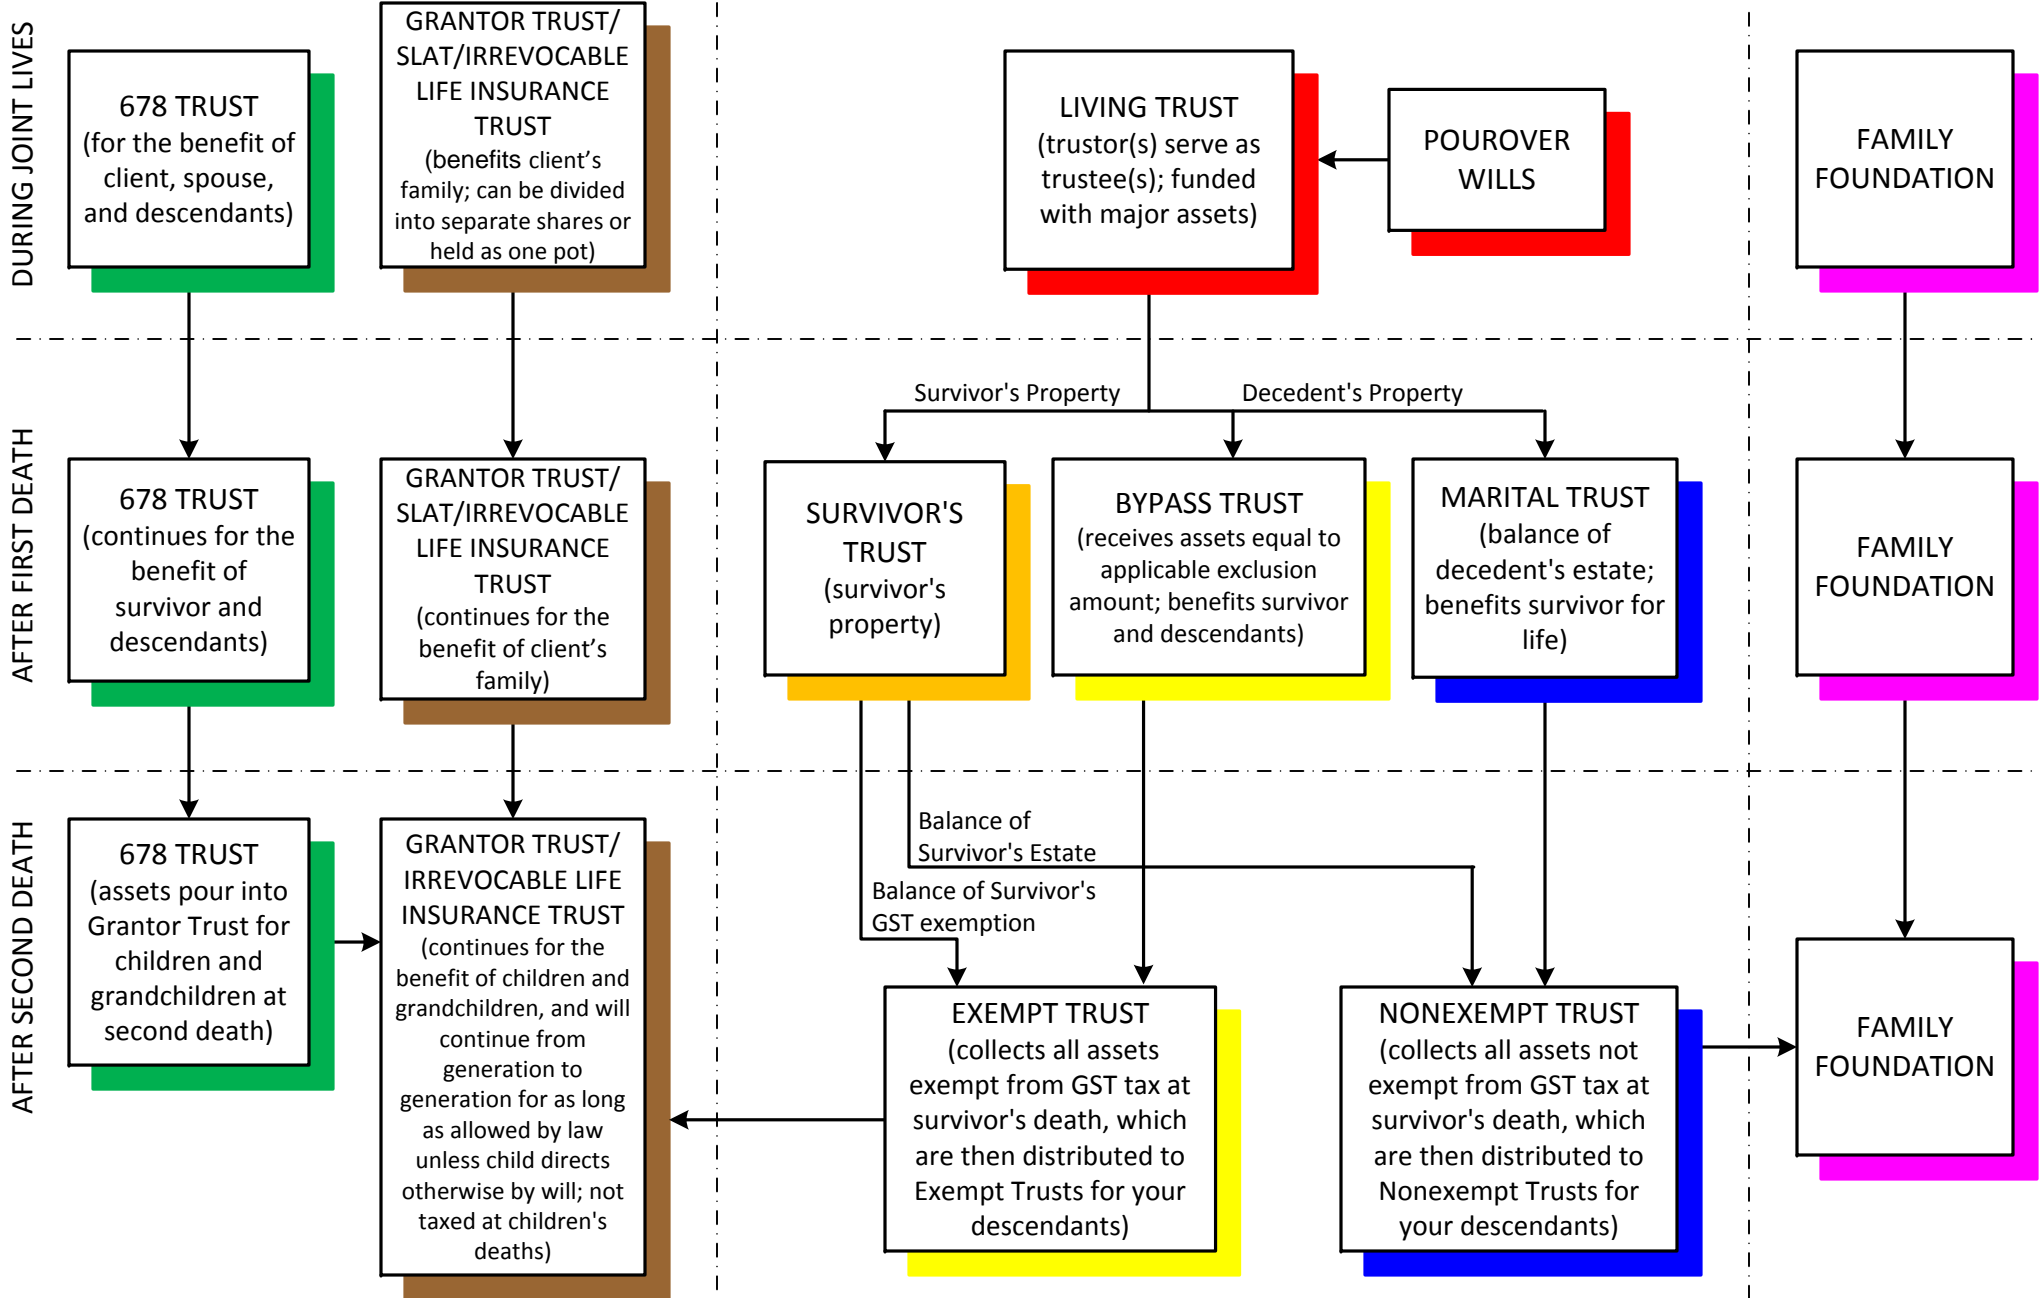 DURING JOINT LIVES
678 TRUST
(for the benefit of
client, spouse,
and descendants)
GRANTOR TRUST/
SLAT/IRREVOCABLE
LIFE INSURANCE
TRUST
(benefits client’s
family; can be divided
into separate shares or
held as one pot)
LIVING TRUST
(trustor(s) serve as
trustee(s); funded
with major assets)
POUROVER
WILLS
FAMILY
FOUNDATION
Survivor's Property
Decedent's Property
AFTER FIRST DEATH
678 TRUST
(continues for the
benefit of
survivor and
descendants)
GRANTOR TRUST/
SLAT/IRREVOCABLE
LIFE INSURANCE
TRUST
(continues for the
benefit of client’s
family)
SURVIVOR'S
TRUST
(survivor's
property)
BYPASS TRUST
(receives assets equal to
applicable exclusion
amount; benefits survivor
and descendants)
MARITAL TRUST
(balance of
decedent's estate;
benefits survivor for
life)
FAMILY
FOUNDATION
AFTER SECOND DEATH
678 TRUST
(assets pour into
Grantor Trust for
children and
grandchildren at
second death)
GRANTOR TRUST/
IRREVOCABLE LIFE
INSURANCE TRUST
(continues for the
benefit of children and
grandchildren, and will
continue from
generation to
generation for as long
as allowed by law
unless child directs
otherwise by will; not
taxed at children's
deaths)
Balance of
Survivor's Estate
Balance of Survivor's
GST exemption
EXEMPT TRUST
(collects all assets
exempt from GST tax at
survivor's death, which
are then distributed to
Exempt Trusts for your
descendants)
NONEXEMPT TRUST
(collects all assets not
exempt from GST tax at
survivor's death, which
are then distributed to
Nonexempt Trusts for
your descendants)
FAMILY
FOUNDATION